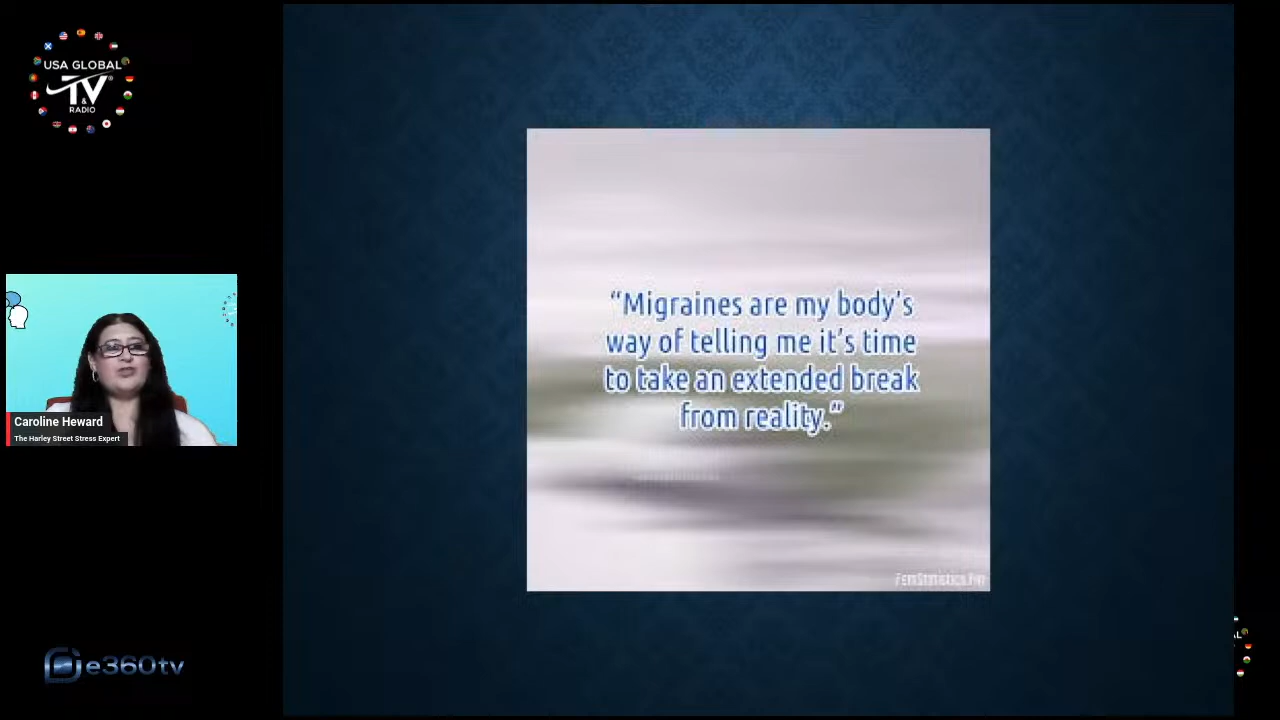 USA GLOBAL
TV
&
RADIO
Caroline Heward
The Harley Street Stress Expert
e360tv
“Migraines are my body’s
way of telling me it’s time
to take an extended break
from reality.”